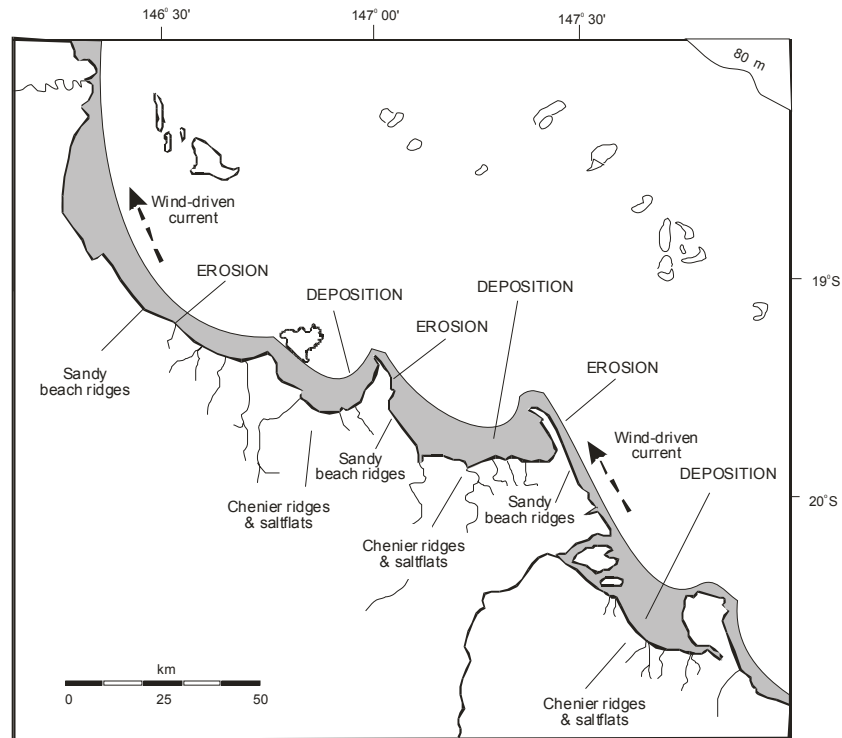 146° 30'
147° 00'
147° 30'
80 m
Wind-driven
current
EROSION
DEPOSITION
DEPOSITION
19°S
EROSION
Sandy
beach ridges
EROSION
Wind-driven
current
Sandy
beach ridges
DEPOSITION
Chenier ridges
& saltflats
Sandy
beach ridges
20°S
Chenier ridges
& saltflats
km
0
25
50
Chenier ridges
& saltflats